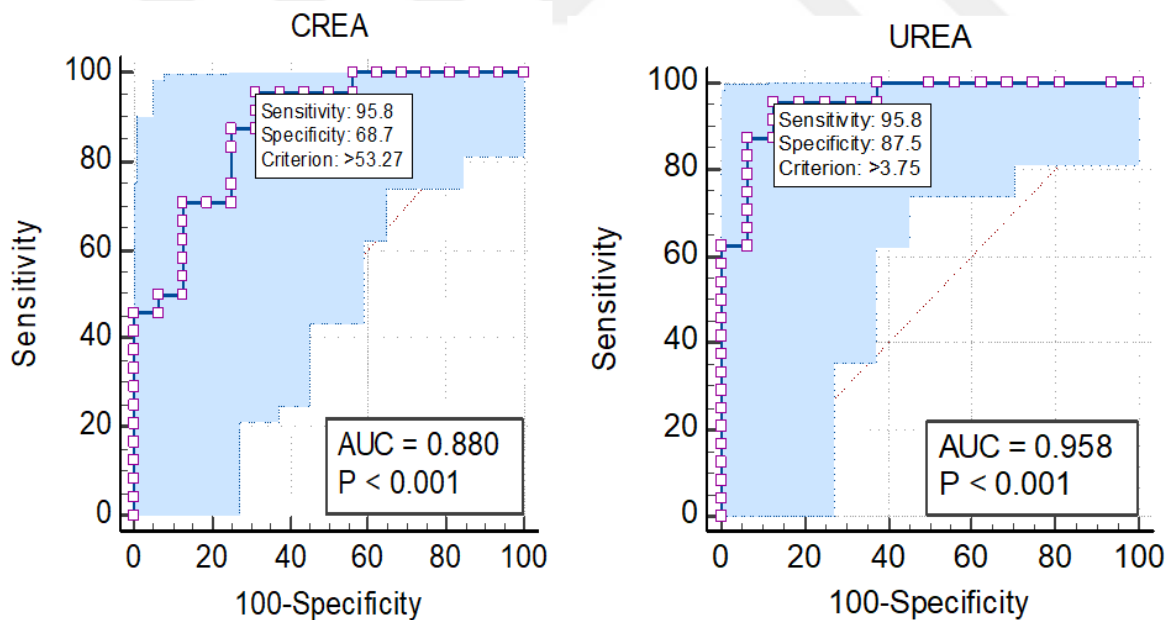 CREA
100
80
60
40
20
0
Sensitivity
Sensitivity: 95.8
Specificity: 68.7
Criterion: >53.27
AUC = 0.880
P < 0.001
0 20 40 60 80 100
100-Specificity
UREA
100
80
60
40
20
0
Sensitivity
Sensitivity: 95.8
Specificity: 87.5
Criterion: >3.75
AUC = 0.958
P < 0.001
0 20 40 60 80 100
100-Specificity